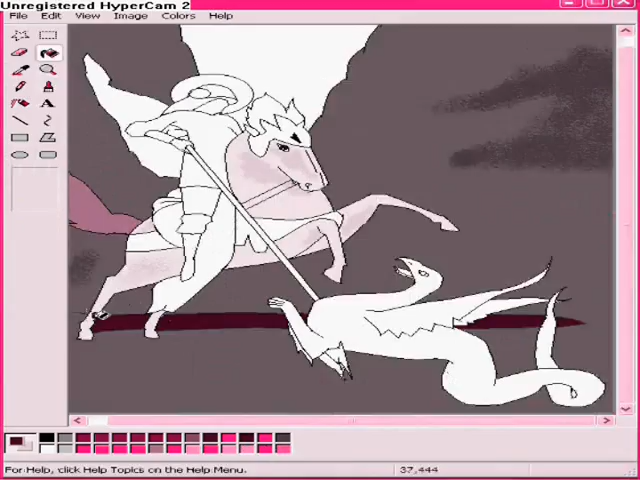 Unregistered HyperCam 2
File Edit View Image Colors Help
A
For Help, click Help Topics on the Help Menu.
37,444